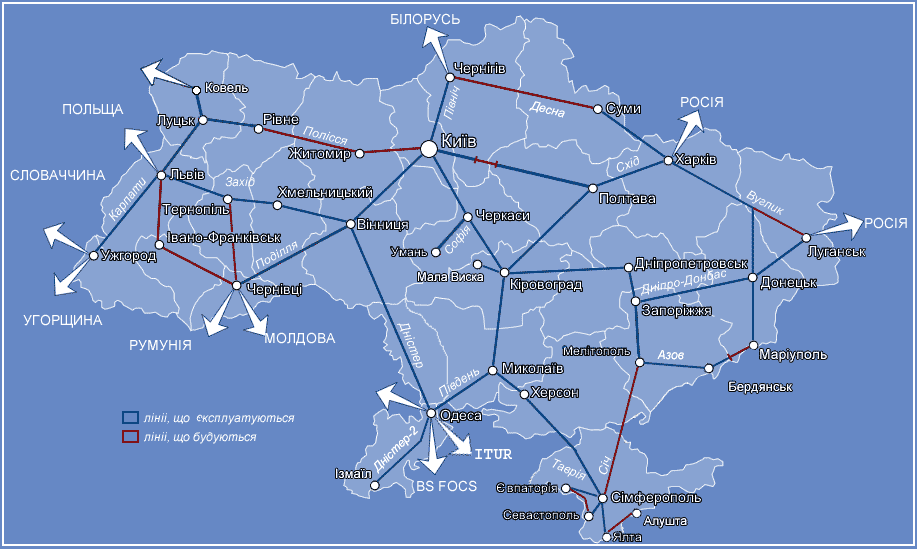 БІЛОРУСЬ
Чернігів
Ковель
Північ
Десна
Суми
РОСІЯ
ПОЛЬЩА
Луцьк
Рівне
Полісся
Київ
Житомир
Схід
Харків
СЛОВАЧЧИНА
Львів
Захід
Хмельницький
Полтава
Вуглик
Карпати
Тернопіль
Черкаси
РОСІЯ
Вінниця
Івано-Франківськ
Софія
Умань
Луганськ
Ужгород
Поділля
Мала Виска
Дніпропетровськ
Чернівці
Кіровоград
Дніпро-Донбас
Донецьк
Запоріжжя
УГОРЩИНА
РУМУНІЯ
МОЛДОВА
Дністер
Мелітополь
Азов
Маріуполь
Миколаїв
Бердянськ
Південь
Херсон
лінії, що експлуатуються
Одеса
лінії, що будуються
Дністер-2
ITUR
Ізмаїл
BS FOCS
Таврія
Січ
Євпаторія
Сімферополь
Севастополь
Алушта
Ялта